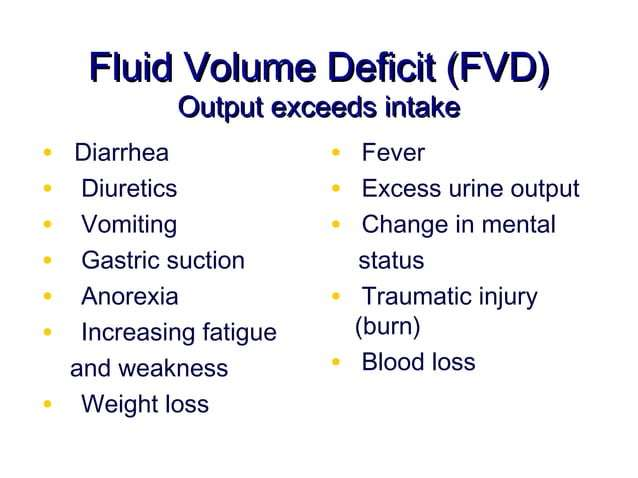 Fluid Volume Deficit (FVD)
Output exceeds intake
• Diarrhea
• Diuretics
• Vomiting
• Gastric suction
• Anorexia
• Increasing fatigue
and weakness
• Weight loss
• Fever
• Excess urine output
• Change in mental
status
• Traumatic injury
(burn)
• Blood loss